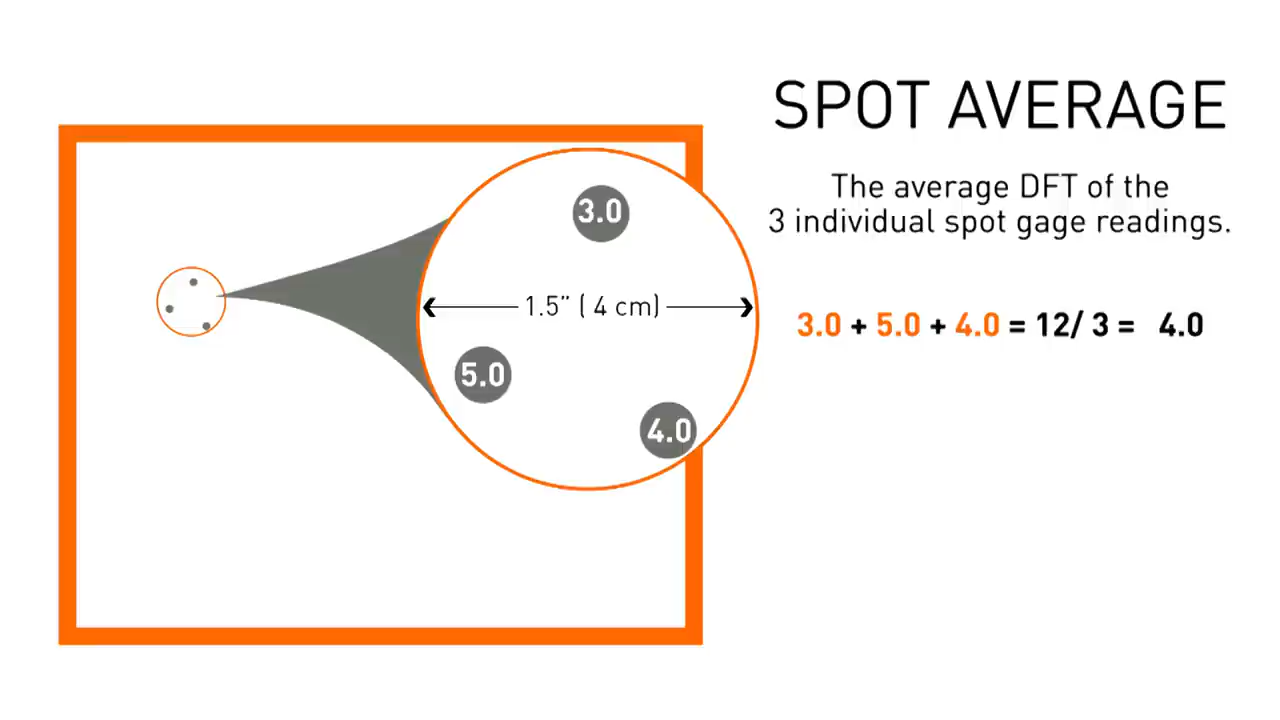 SPOT AVERAGE
The average DFT of the
3 individual spot gage readings.
3.0 + 5.0 + 4.0 = 12/ 3 = 4.0
3.0
1.5” ( 4 cm)
5.0
4.0